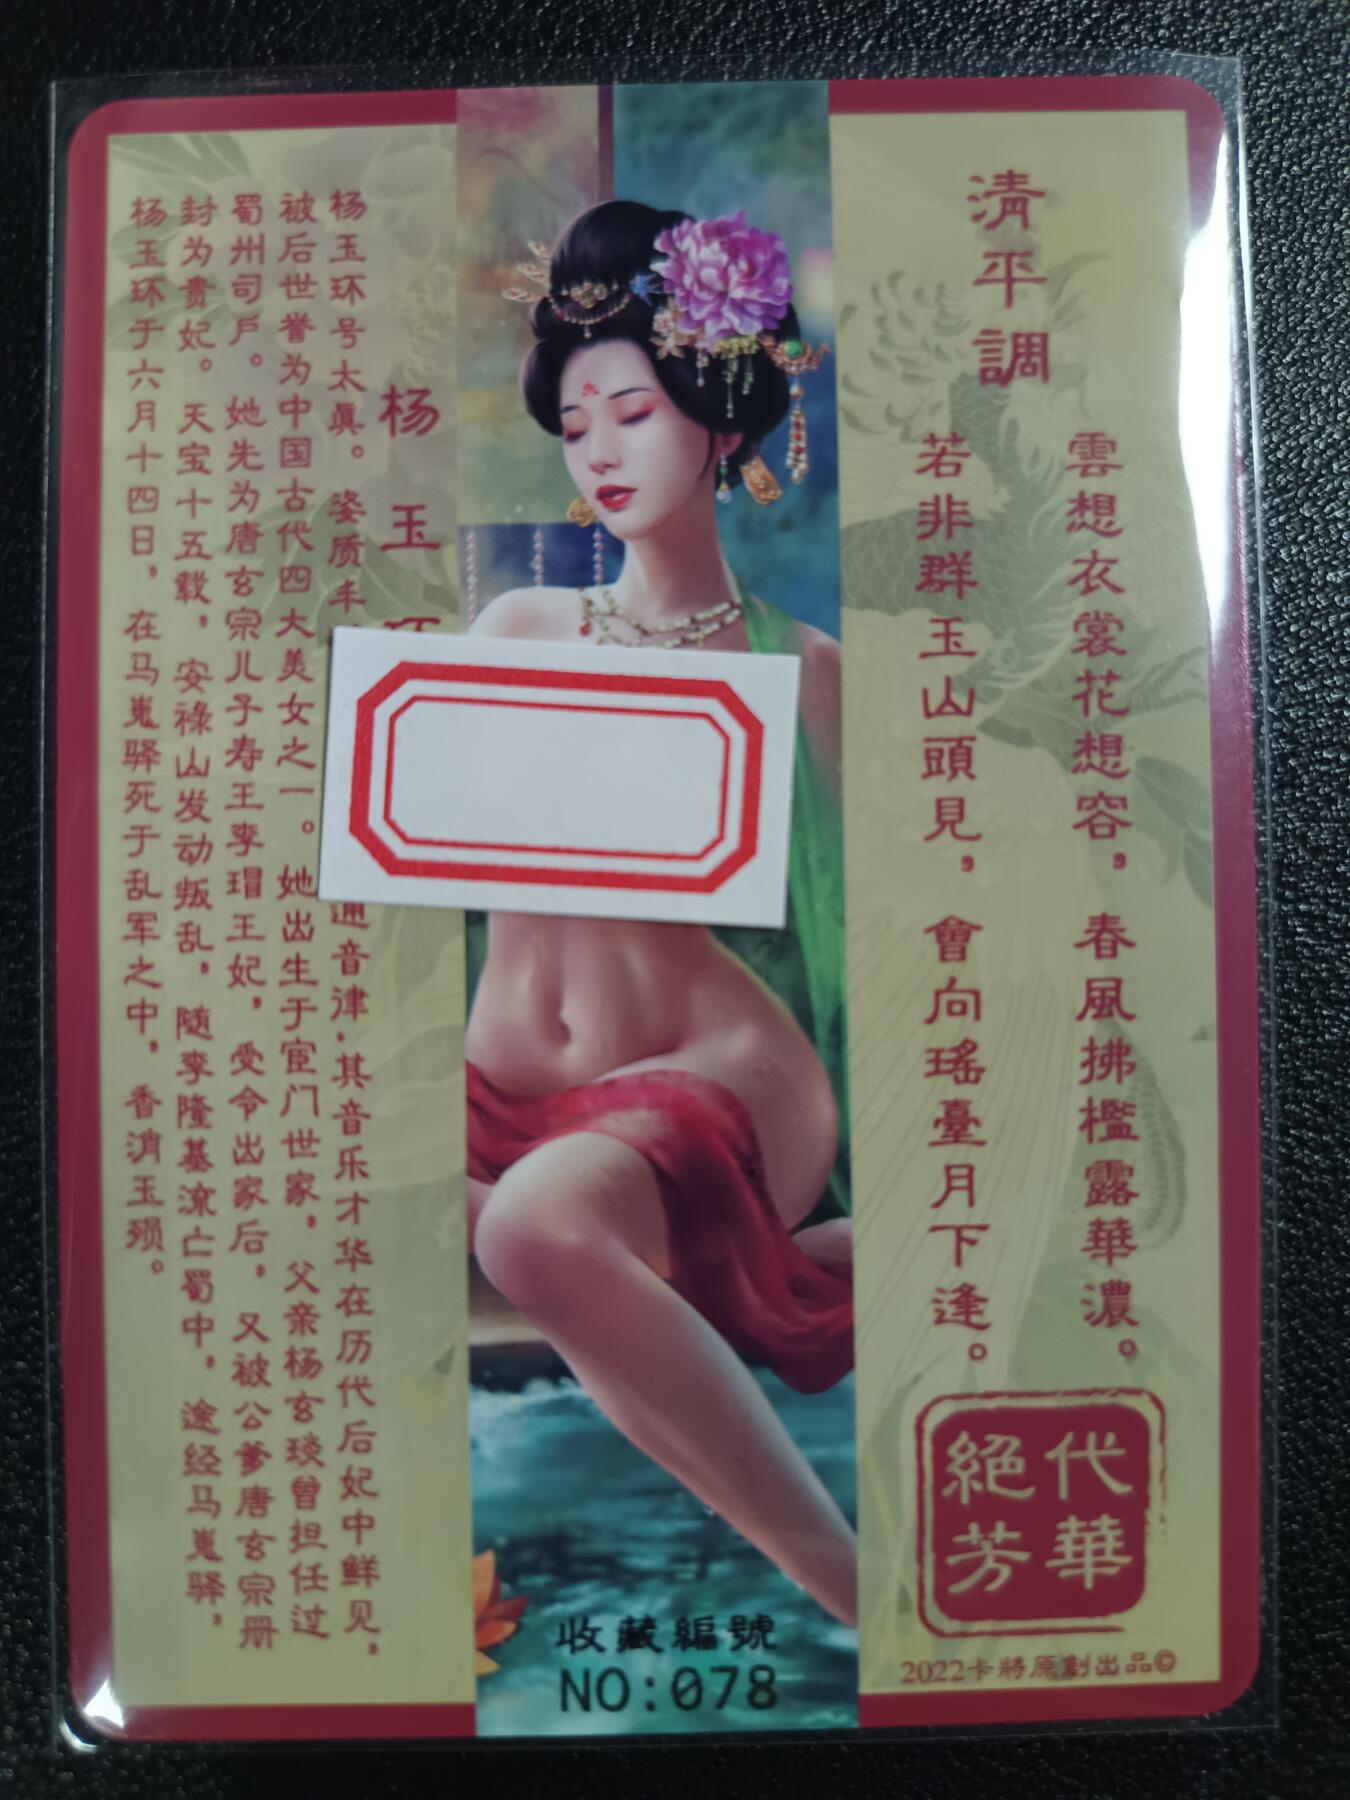 清平調
雲想衣裳花想容，春風拂檻露華濃。
若非群玉山頭見，會向瑤臺月下逢。
絕代
芳華
2022卡將原創出品©
收藏編號
NO:078
杨玉
杨玉环号太真。姿质丰 通音津.其音乐才华在历代后妃中鲜见，
被后世誉为中国古代四大美女之一。她出生于宦门世家，父亲杨玄琰曾担任过
蜀州司户。她先为唐玄宗儿子寿王李瑁王妃，受令出家后，又被公爹唐玄宗册
封为贵妃。天宝十五载，安禄山发动叛乱，随李隆基流亡蜀中，途经马嵬驿，
杨玉环于六月十四日，在马嵬驿死于乱军之中，香消玉殒。